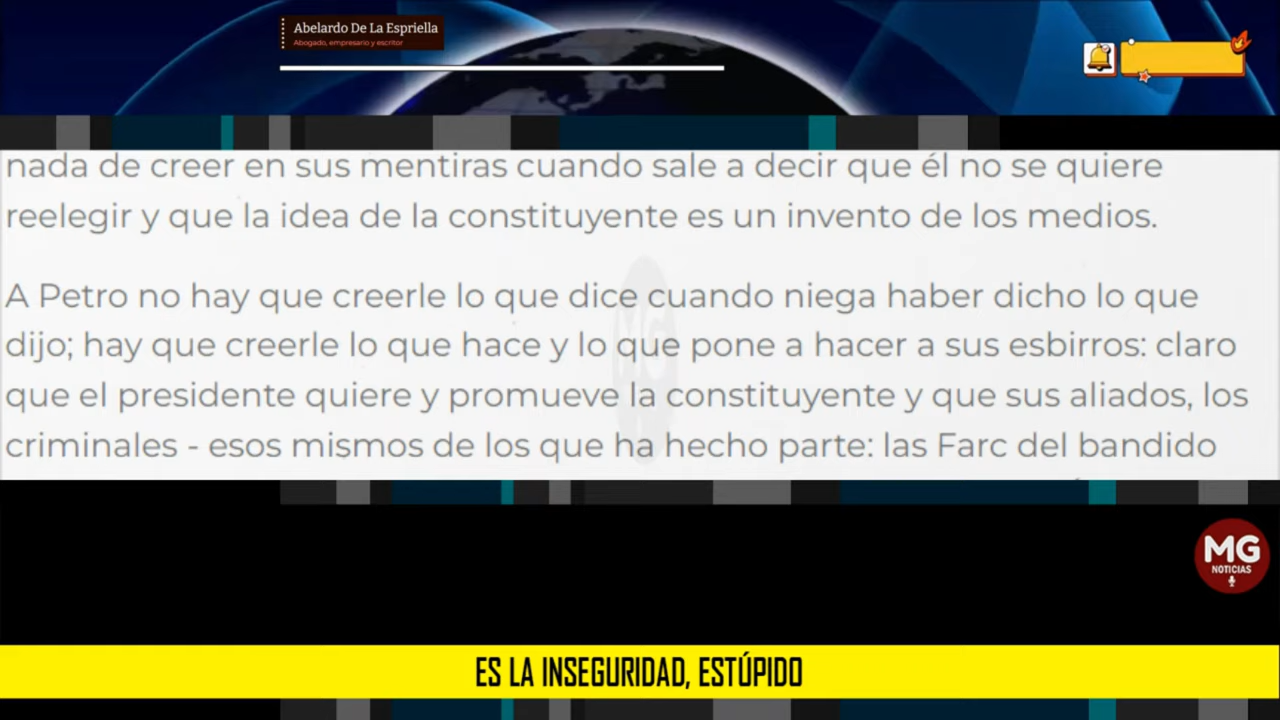 Abelardo De La Espriella
Abogado, empresario y escritor
nada de creer en sus mentiras cuando sale a decir que él no se quiere
reelegir y que la idea de la constituyente es un invento de los medios.
A Petro no hay que creerle lo que dice cuando niega haber dicho lo que
dijo; hay que creerle lo que hace y lo que pone a hacer a sus esbirros: claro
que el presidente quiere y promueve la constituyente y que sus aliados, los
criminales - esos mismos de los que ha hecho parte: las Farc del bandido
MG
NOTICIAS
ES LA INSEGURIDAD, ESTÚPIDO